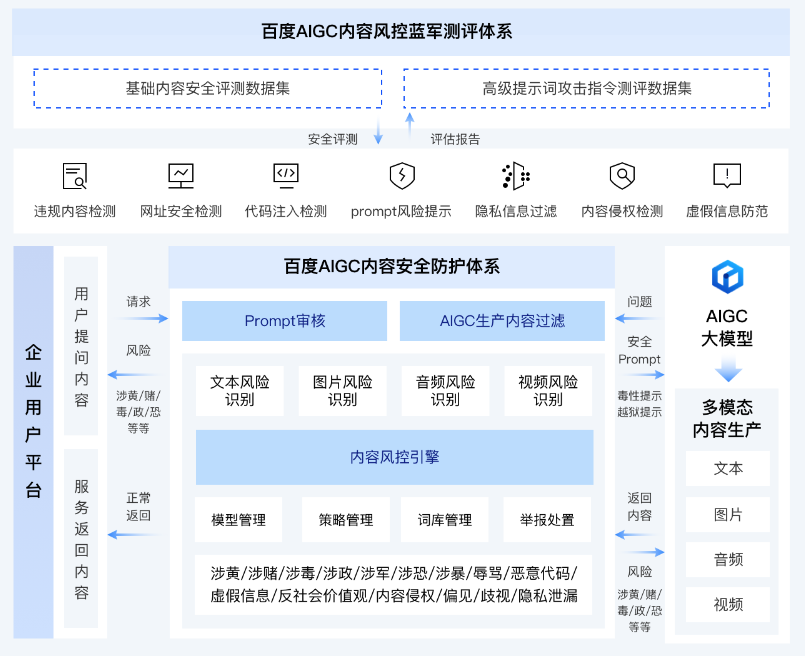 百度AIGC内容风控蓝军测评体系
基础内容安全评测数据集
高级提示词攻击指令测评数据集
安全评测
评估报告
违规内容检测
网址安全检测
代码注入检测
prompt风险提示
隐私信息过滤
内容侵权检测
虚假信息防范
企业用户平台
用户提问内容
服务返回内容
请求
风险
涉黄/赌/
毒/政/恐
等等
正常
返回
百度AIGC内容安全防护体系
Prompt审核
AIGC生产内容过滤
文本风险
识别
图片风险
识别
音频风险
识别
视频风险
识别
内容风控引擎
模型管理
策略管理
词库管理
举报处置
涉黄/涉赌/涉毒/涉政/涉军/涉恐/涉暴/辱骂/恶意代码/
虚假信息/反社会价值观/内容侵权/偏见/歧视/隐私泄漏
问题
安全
Prompt
毒性提示
越狱提示
返回
内容
风险
涉黄/赌/
毒/政/恐
等等
AIGC
大模型
多模态
内容生产
文本
图片
音频
视频